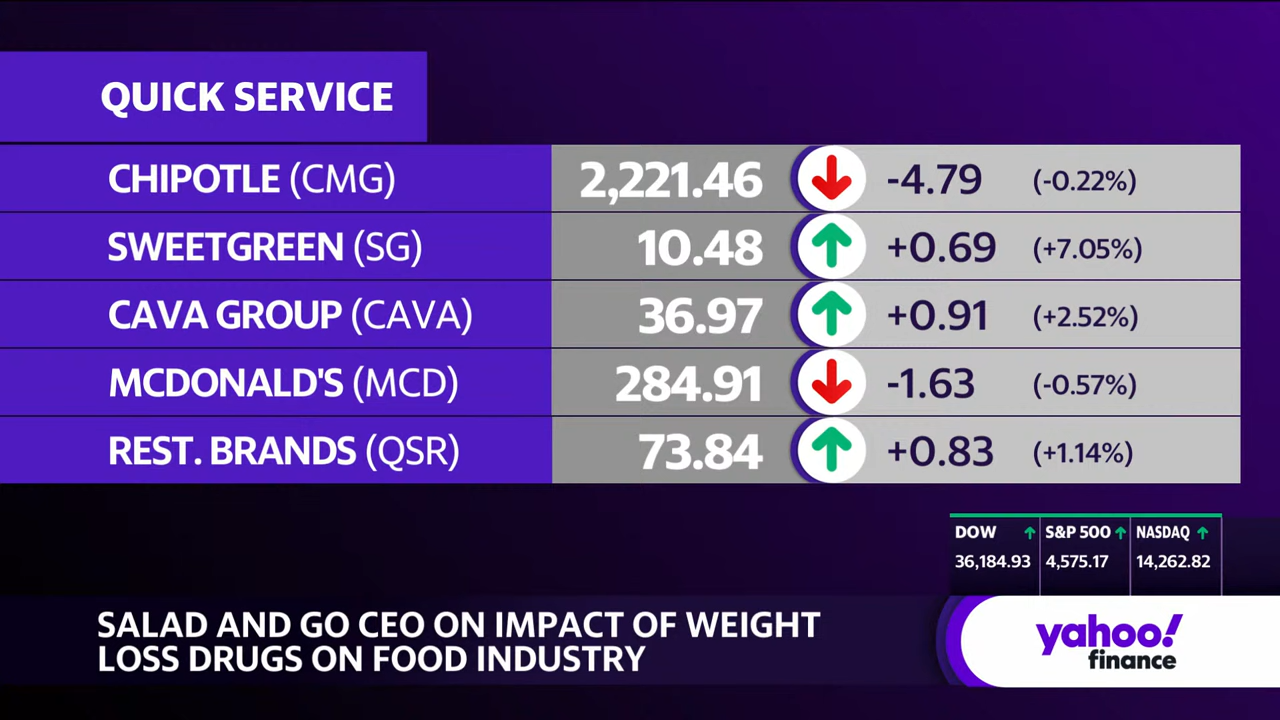 QUICK SERVICE
CHIPOTLE (CMG) 2,221.46 -4.79 (-0.22%)
SWEETGREEN (SG) 10.48 +0.69 (+7.05%)
CAVA GROUP (CAVA) 36.97 +0.91 (+2.52%)
MCDONALD'S (MCD) 284.91 -1.63 (-0.57%)
REST. BRANDS (QSR) 73.84 +0.83 (+1.14%)
DOW S&P 500 NASDAQ
36,184.93 4,575.17 14,262.82
SALAD AND GO CEO ON IMPACT OF WEIGHT
LOSS DRUGS ON FOOD INDUSTRY
yahoo!
finance